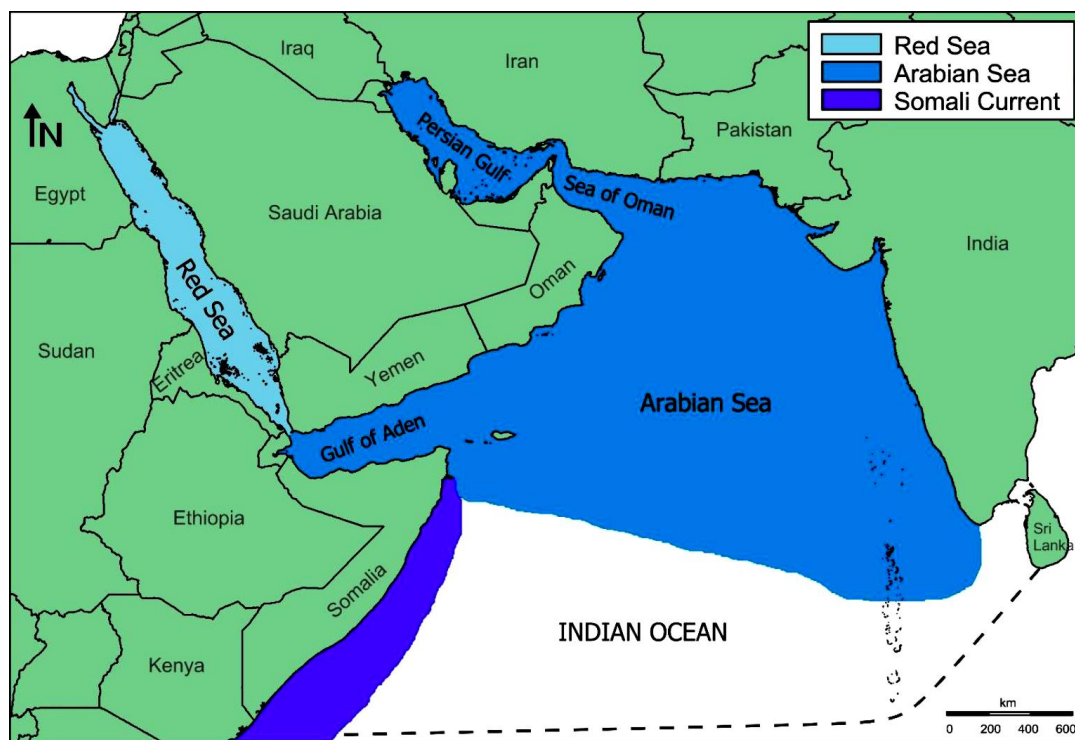 Red Sea
Arabian Sea
Somali Current
N
Iraq
Iran
Pakistan
Egypt
Saudi Arabia
Persian Gulf
Sea of Oman
India
Oman
Red Sea
Sudan
Eritrea
Yemen
Arabian Sea
Gulf of Aden
Ethiopia
Sri
Lanka
Somalia
INDIAN OCEAN
Kenya
km
0 200 400 600